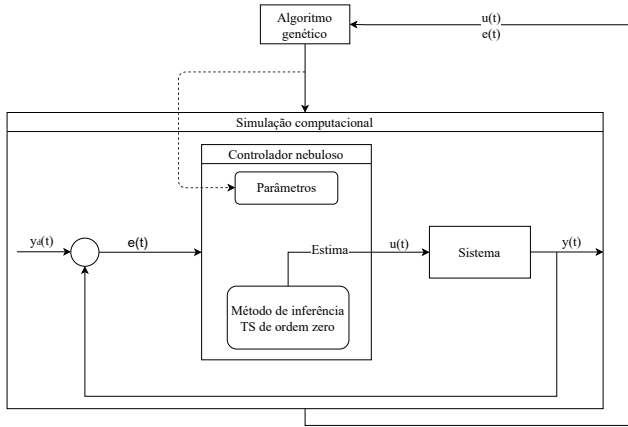 Algoritmo
genético
u(t)
e(t)
Simulação computacional
Controlador nebuloso
Parâmetros
yd(t)
e(t)
Estima
u(t)
Sistema
y(t)
Método de inferência
TS de ordem zero